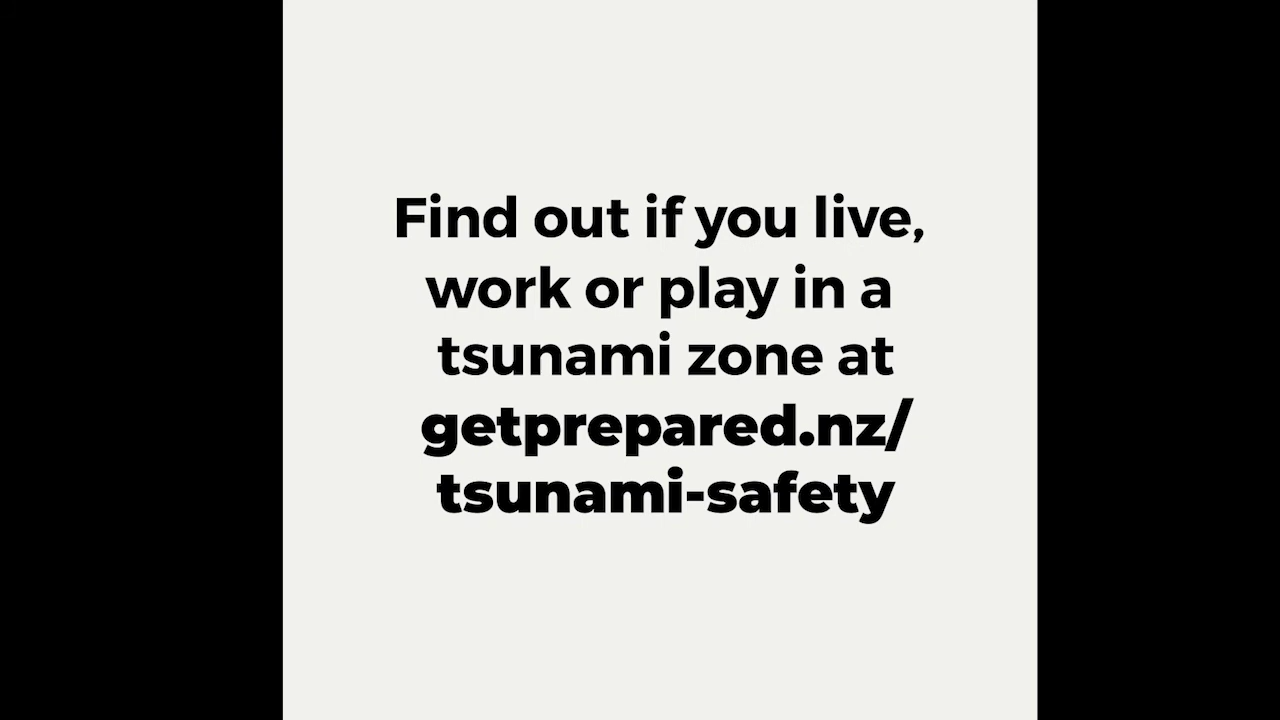 Find out if you live,
work or play in a
tsunami zone at
getprepared.nz/
tsunami-safety